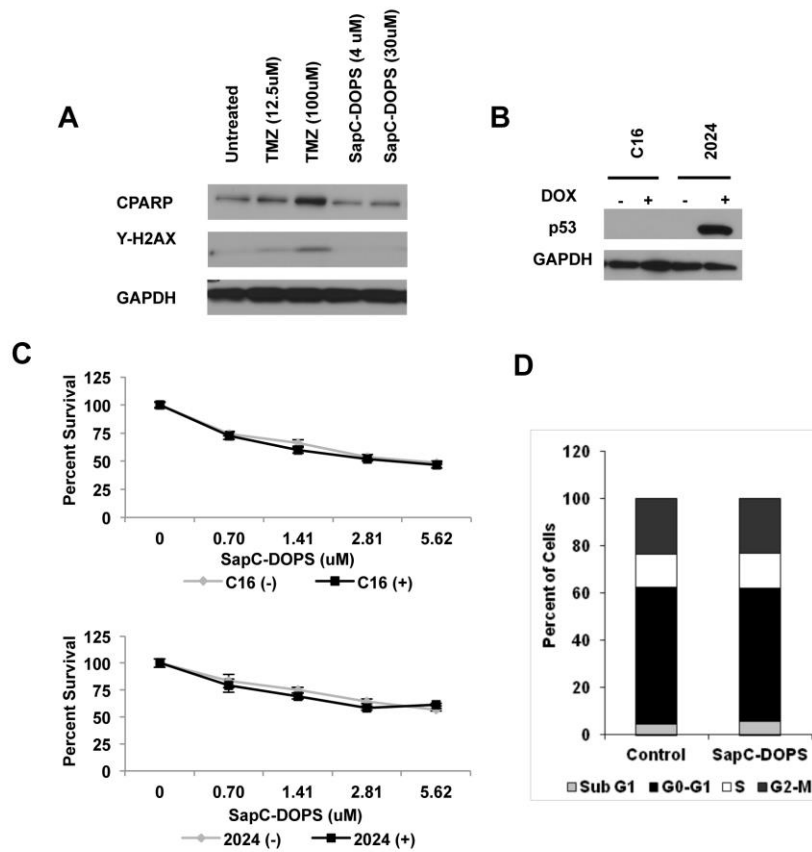 A
Untreated
TMZ (12.5uM)
TMZ (100uM)
SapC-DOPS (4 uM)
SapC-DOPS (30uM)
CPARP
Y-H2AX
GAPDH
B
C16
2024
DOX - + - +
p53
GAPDH
C
Percent Survival
125
100
75
50
25
0
0 0.70 1.41 2.81 5.62
SapC-DOPS (uM)
C16 (-) C16 (+)
Percent Survival
125
100
75
50
25
0
0 0.70 1.41 2.81 5.62
SapC-DOPS (uM)
2024 (-) 2024 (+)
D
Percent of Cells
120
100
80
60
40
20
0
Control SapC-DOPS
Sub G1 G0-G1 S G2-M